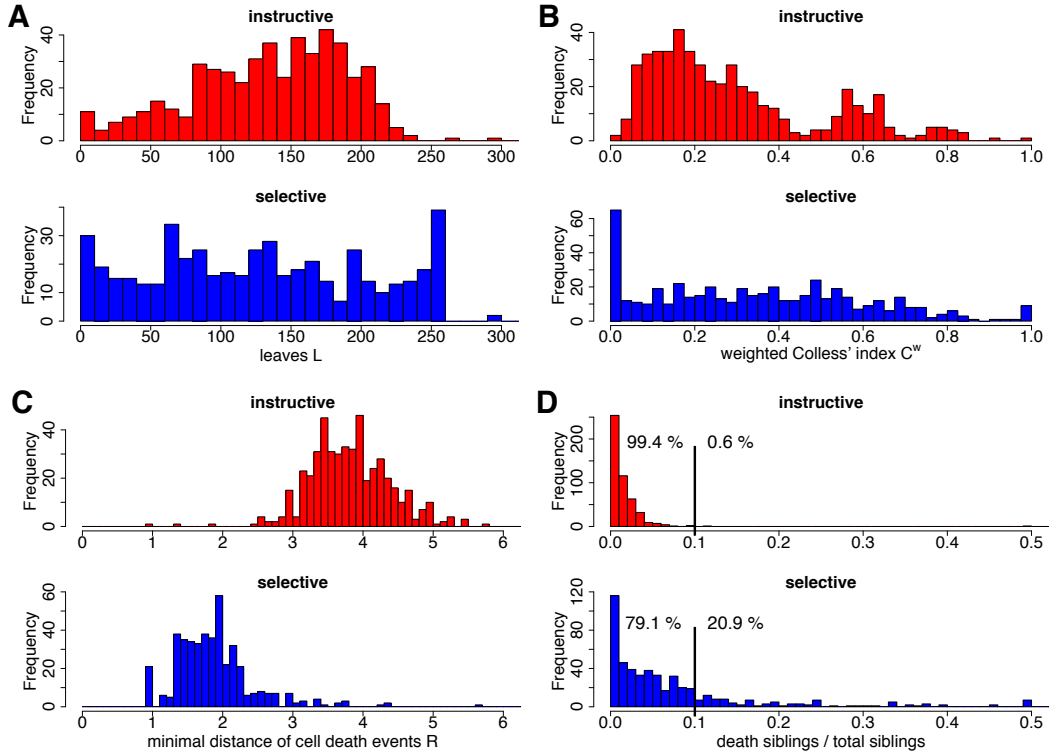 A
instructive
Frequency
0 20 40
0 50 100 150 200 250 300
selective
Frequency
0 10 30
0 50 100 150 200 250 300
leaves L
B
instructive
Frequency
0 20 40
0.0 0.2 0.4 0.6 0.8 1.0
selective
Frequency
0 20 40 60
0.0 0.2 0.4 0.6 0.8 1.0
weighted Colless' index C^w
C
instructive
Frequency
0 20 40
0 1 2 3 4 5 6
selective
Frequency
0 20 40 60
0 1 2 3 4 5 6
minimal distance of cell death events R
D
instructive
Frequency
0 100 200
99.4 % 0.6 %
0.0 0.1 0.2 0.3 0.4 0.5
selective
Frequency
0 40 80 120
79.1 % 20.9 %
0.0 0.1 0.2 0.3 0.4 0.5
death siblings / total siblings